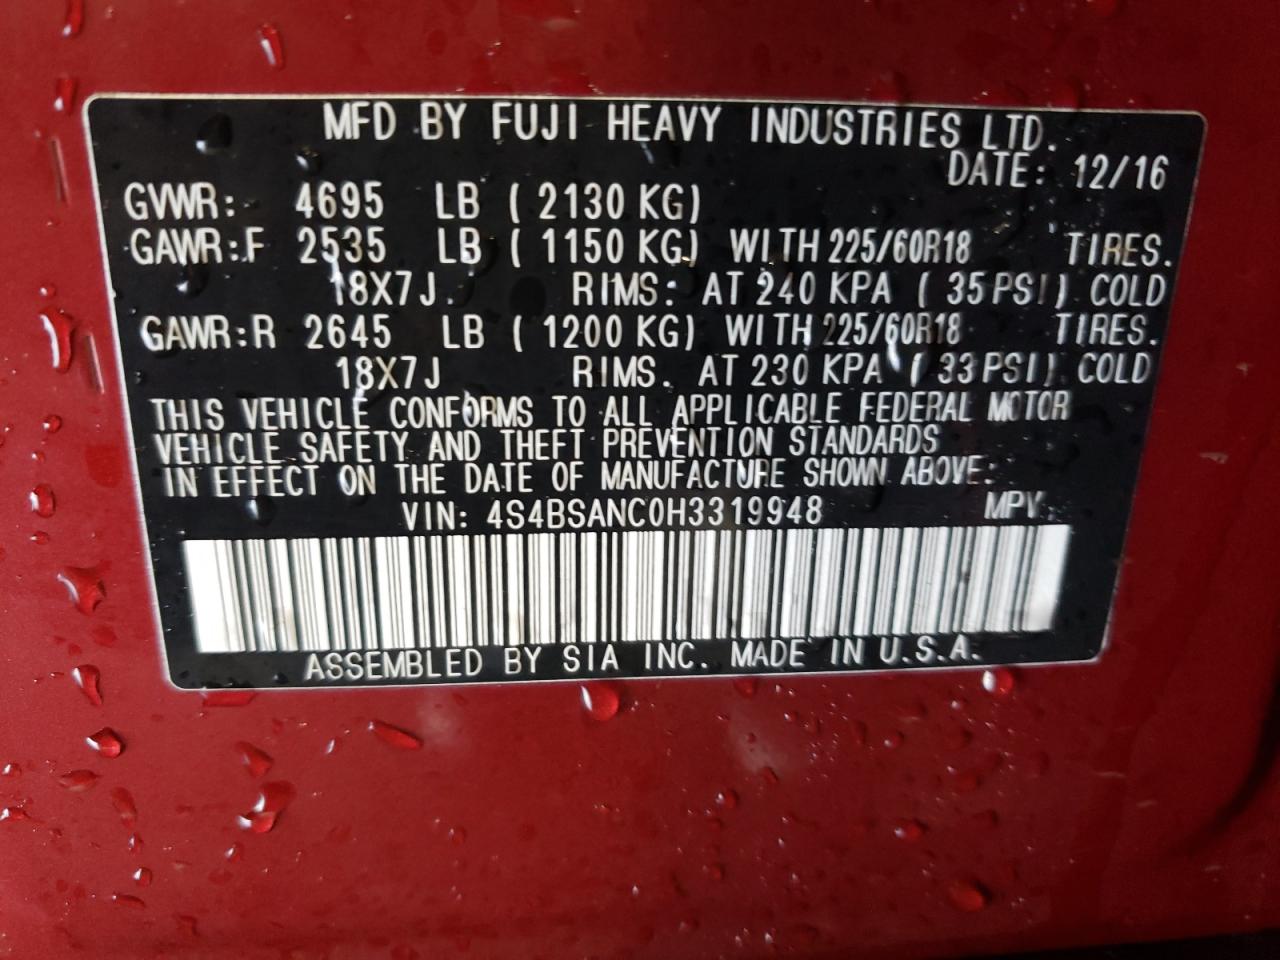 MFD BY FUJI HEAVY INDUSTRIES LTD.
DATE: 12/16
GVWR: 4695 LB ( 2130 KG)
GAWR:F 2535 LB ( 1150 KG) WITH 225/60R18 TIRES.
18X7J RIMS: AT 240 KPA ( 35 PSI) COLD
GAWR:R 2645 LB ( 1200 KG) WITH 225/60R18 TIRES.
18X7J RIMS. AT 230 KPA ( 33 PSI) COLD
THIS VEHICLE CONFORMS TO ALL APPLICABLE FEDERAL MOTOR
VEHICLE SAFETY AND THEFT PREVENTION STANDARDS
IN EFFECT ON THE DATE OF MANUFACTURE SHOWN ABOVE:
VIN: 4S4BSANC0H3319948 MPV
ASSEMBLED BY SIA INC. MADE IN U.S.A.